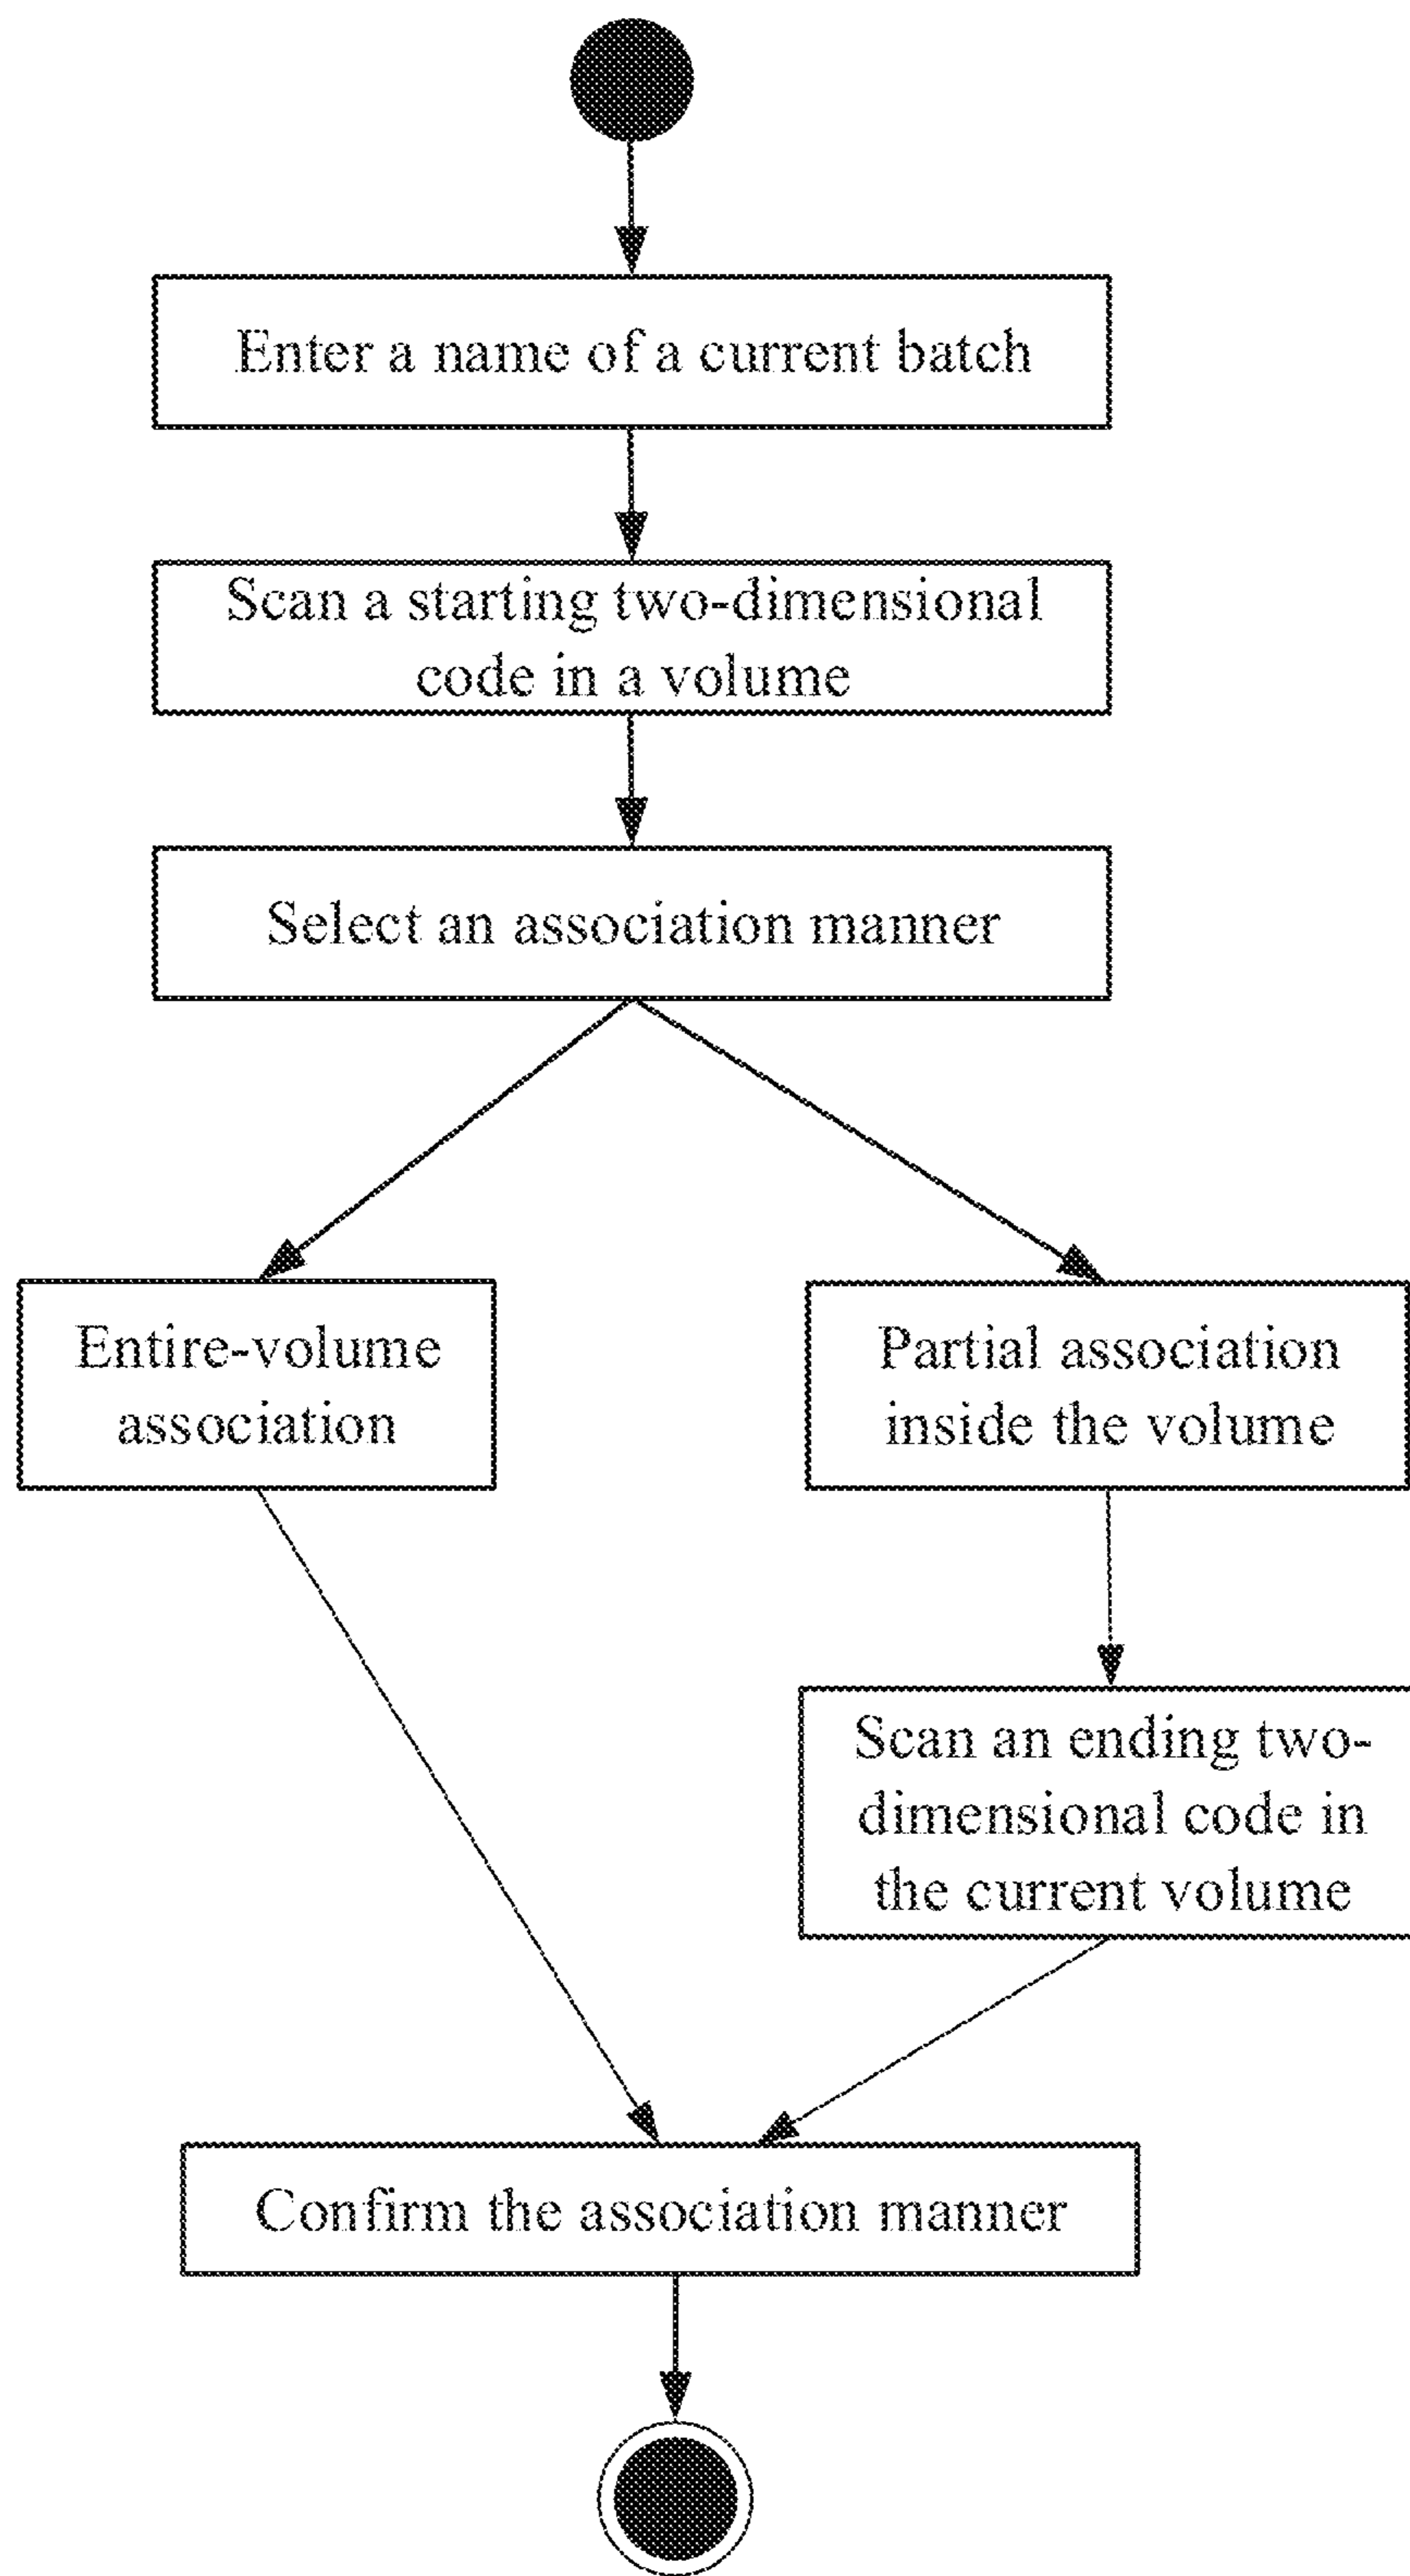 Enter a name of a current batch
Scan a starting two-dimensional
code in a volume
Select an association manner
Entire-volume
association
Partial association
inside the volume
Scan an ending two-
dimensional code in
the current volume
Confirm the association manner